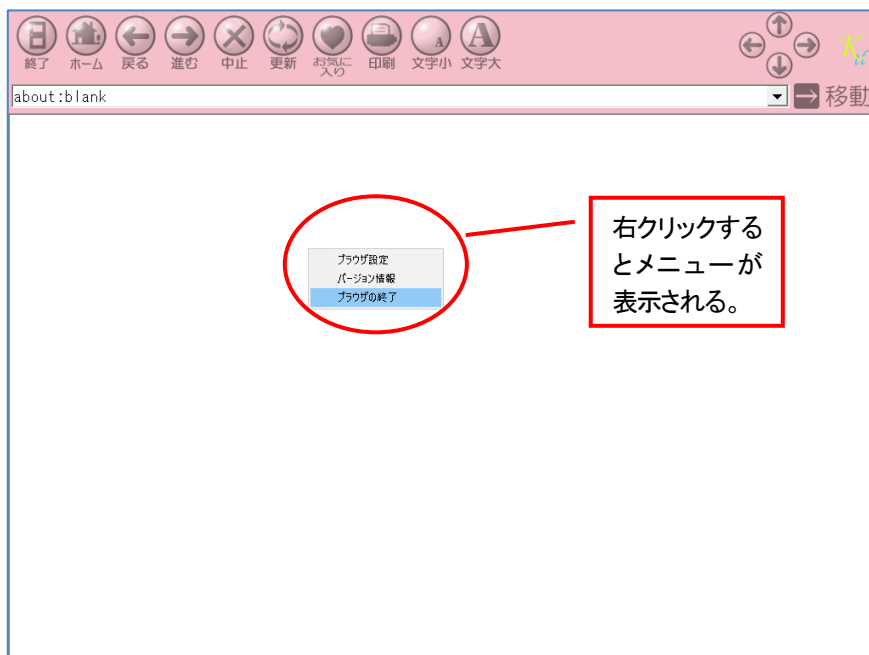 終了 ホーム 戻る 進む 中止 更新 お気に入り 印刷 文字小 文字大
about:blank
移動
ブラウザ設定
バージョン情報
ブラウザの終了
右クリックする
とメニューが
表示される。